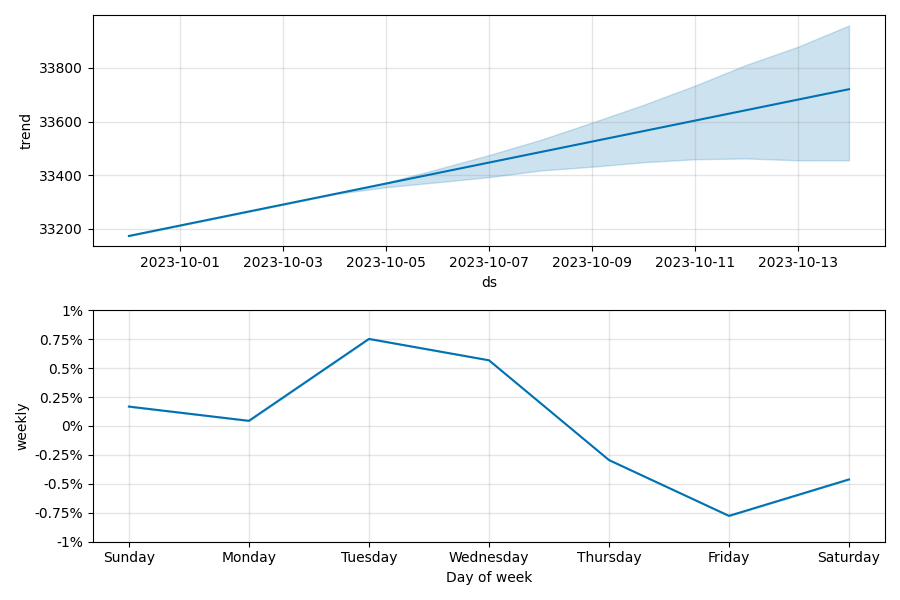 33800
33600
33400
33200
trend
2023-10-01 2023-10-03 2023-10-05 2023-10-07 2023-10-09 2023-10-11 2023-10-13
ds
1%
0.75%
0.5%
0.25%
0%
-0.25%
-0.5%
-0.75%
-1%
weekly
Sunday Monday Tuesday Wednesday Thursday Friday Saturday
Day of week